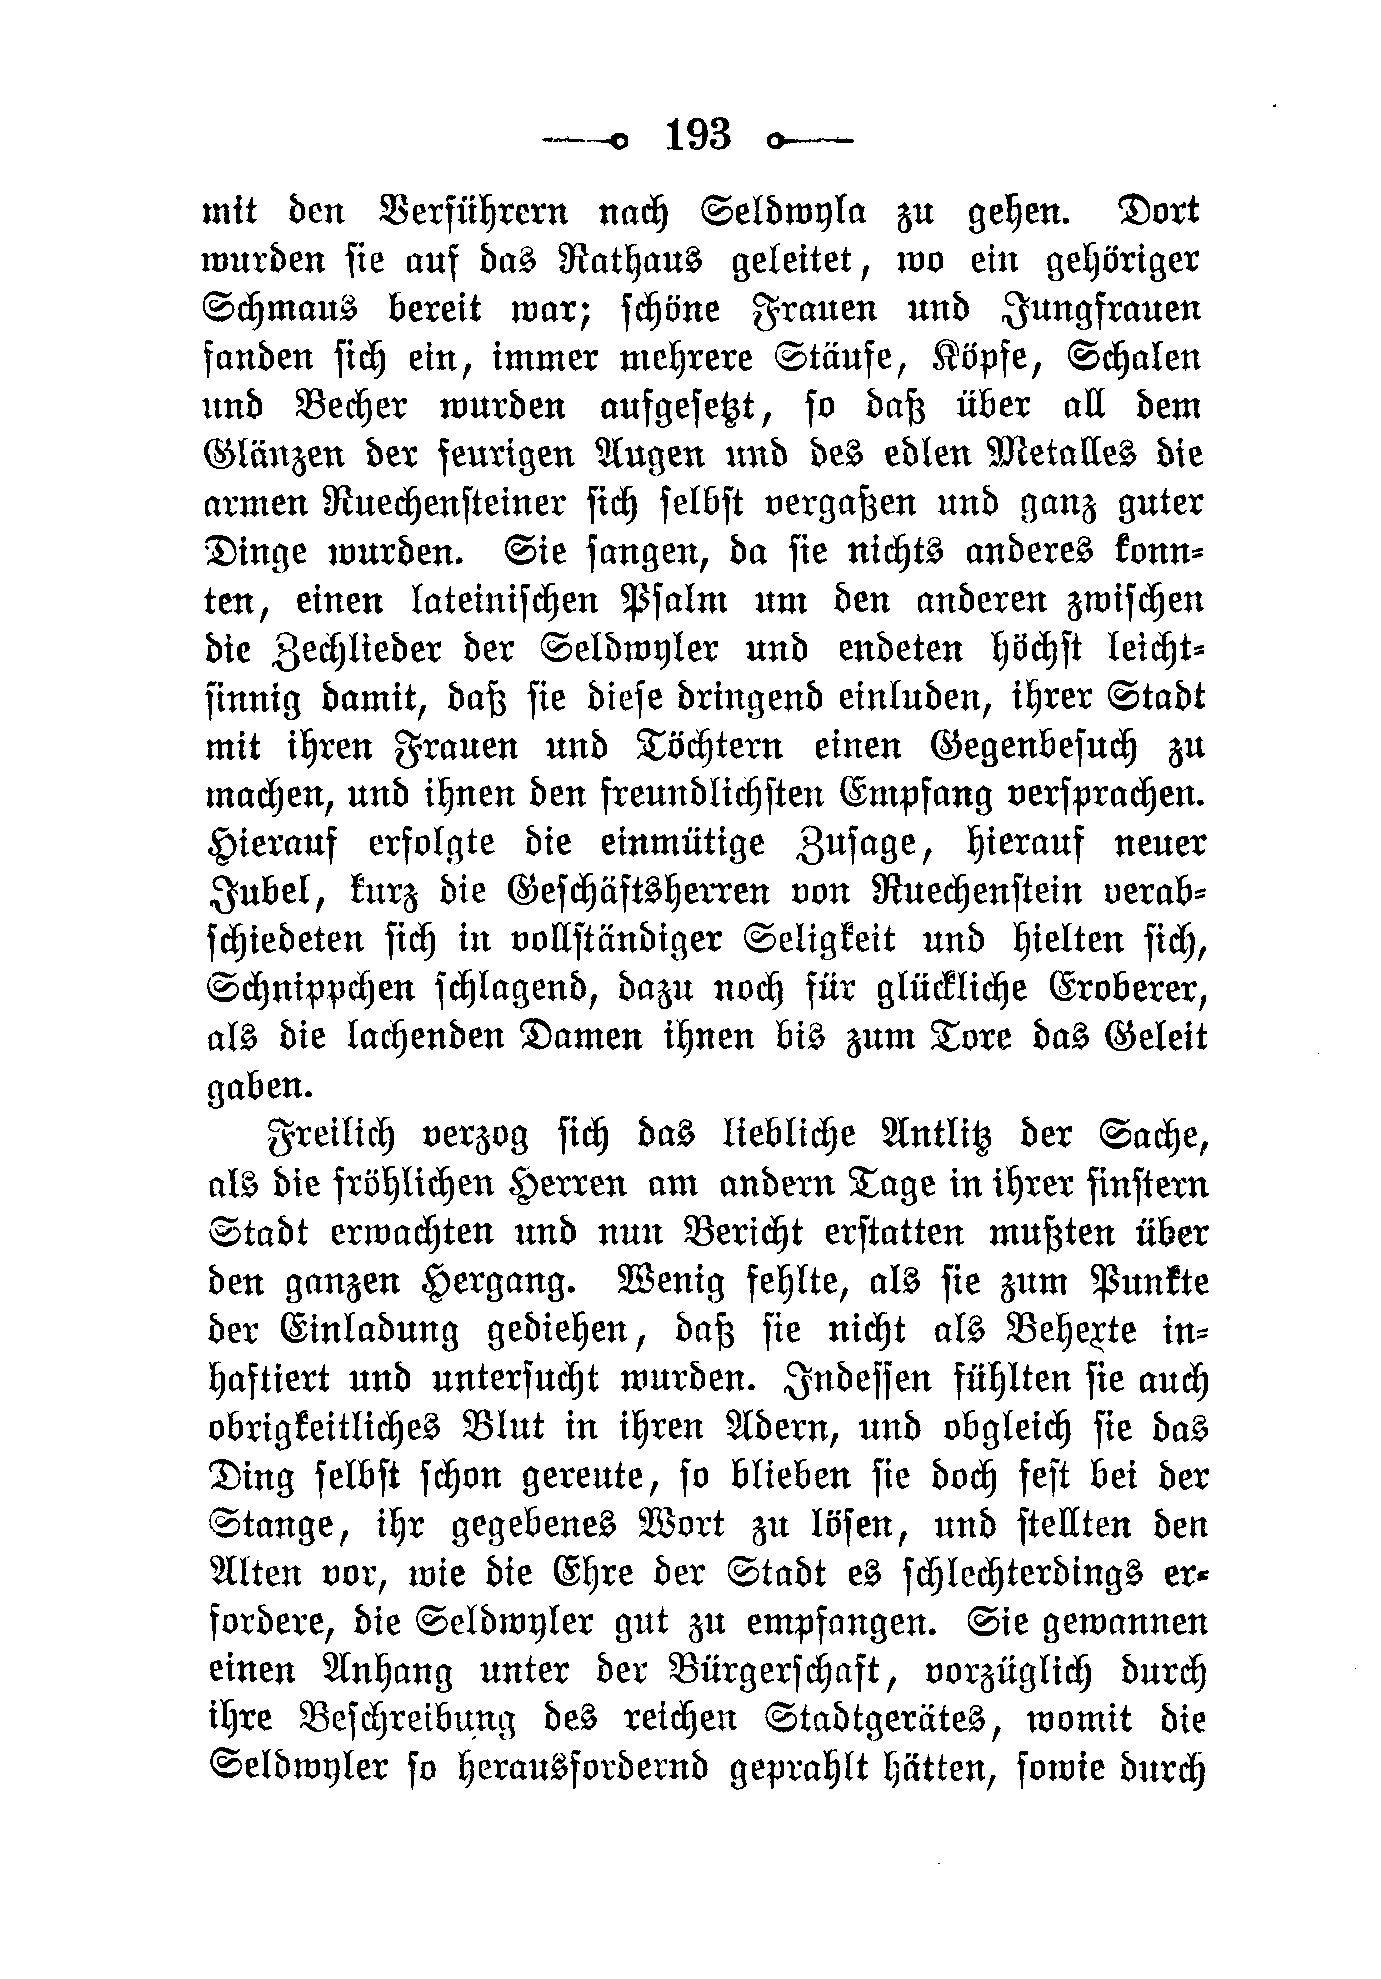 193
mit den Verführern nach Seldwyla zu gehen. Dort
wurden sie auf das Rathaus geleitet, wo ein gehöriger
Schmaus bereit war; schöne Frauen und Jungfrauen
fanden sich ein, immer mehrere Stäufe, Köpfe, Schalen
und Becher wurden aufgesetzt, so daß über all dem
Glänzen der feurigen Augen und des edlen Metalles die
armen Ruechensteiner sich selbst vergaßen und ganz guter
Dinge wurden. Sie sangen, da sie nichts anderes konn-
ten, einen lateinischen Psalm um den anderen zwischen
die Zechlieder der Seldwyler und endeten höchst leicht-
sinnig damit, daß sie diese dringend einluden, ihrer Stadt
mit ihren Frauen und Töchtern einen Gegenbesuch zu
machen, und ihnen den freundlichsten Empfang versprachen.
Hierauf erfolgte die einmütige Zusage, hierauf neuer
Jubel, kurz die Geschäftsherren von Ruechenstein verab-
schiedeten sich in vollständiger Seligkeit und hielten sich,
Schnippchen schlagend, dazu noch für glückliche Eroberer,
als die lachenden Damen ihnen bis zum Tore das Geleit
gaben.
Freilich verzog sich das liebliche Antlitz der Sache,
als die fröhlichen Herren am andern Tage in ihrer finstern
Stadt erwachten und nun Bericht erstatten mußten über
den ganzen Hergang. Wenig fehlte, als sie zum Punkte
der Einladung gediehen, daß sie nicht als Behexte in-
haftiert und untersucht wurden. Indessen fühlten sie auch
obrigkeitliches Blut in ihren Adern, und obgleich sie das
Ding selbst schon gereute, so blieben sie doch fest bei der
Stange, ihr gegebenes Wort zu lösen, und stellten den
Alten vor, wie die Ehre der Stadt es schlechterdings er-
fordere, die Seldwyler gut zu empfangen. Sie gewannen
einen Anhang unter der Bürgerschaft, vorzüglich durch
ihre Beschreibung des reichen Stadtgerätes, womit die
Seldwyler so herausfordernd geprahlt hätten, sowie durch